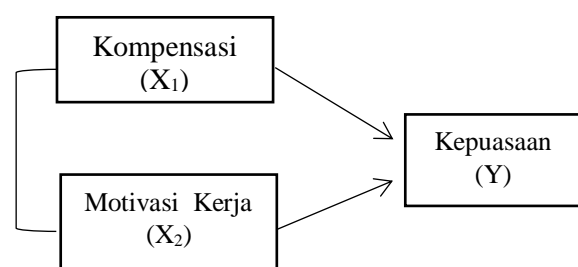 Kompensasi
(X₁)
Kepuasaan
(Y)
Motivasi Kerja
(X₂)